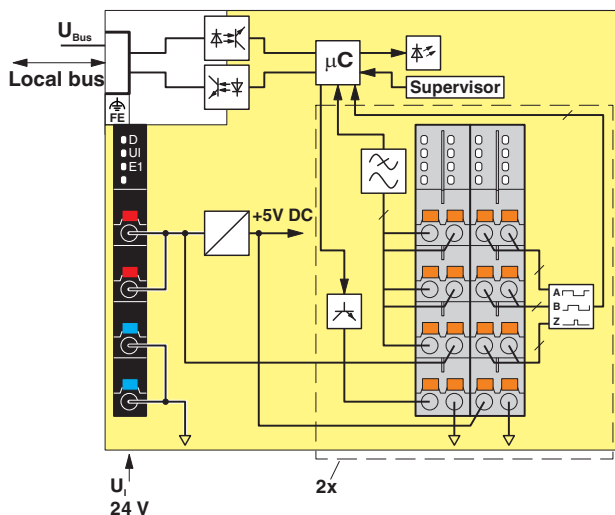 UBus
Local bus
µC
Supervisor
FE
D
UI
E1
+5V DC
A
B
Z
UI
24 V
2x